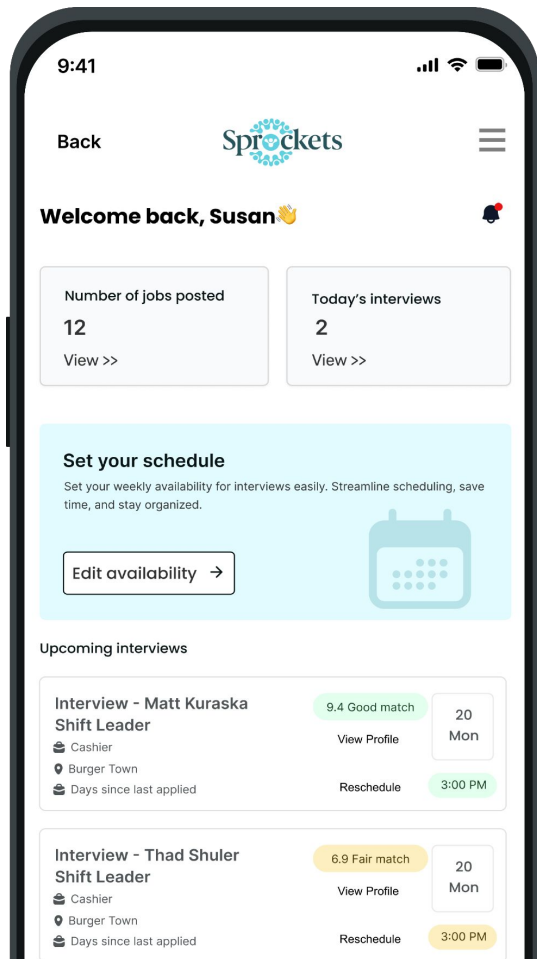 9:41
Back
Sprockets
Welcome back, Susan👋
Number of jobs posted
12
View >>
Today's interviews
2
View >>
Set your schedule
Set your weekly availability for interviews easily. Streamline scheduling, save
time, and stay organized.
Edit availability →
Upcoming interviews
Interview - Matt Kuraska
Shift Leader
Cashier
Burger Town
Days since last applied
9.4 Good match
View Profile
Reschedule
20
Mon
3:00 PM
Interview - Thad Shuler
Shift Leader
Cashier
Burger Town
Days since last applied
6.9 Fair match
View Profile
Reschedule
20
Mon
3:00 PM